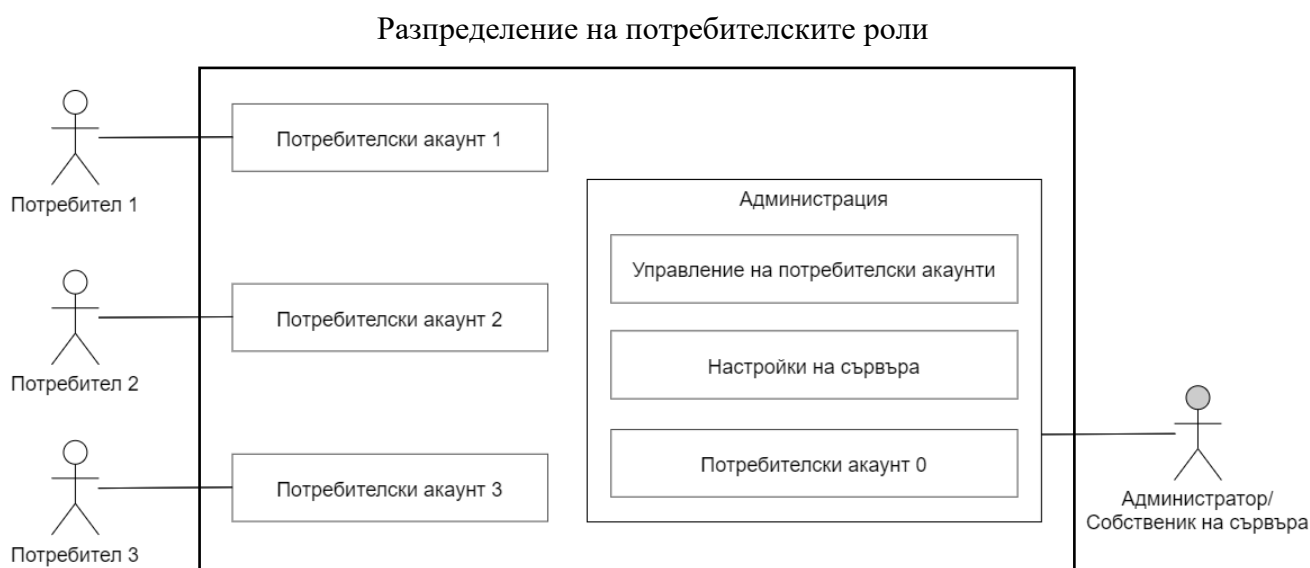 Разпределение на потребителските роли
Потребителски акаунт 1
Потребител 1
Администрация
Управление на потребителски акаунти
Потребителски акаунт 2
Потребител 2
Настройки на сървъра
Потребителски акаунт 0
Потребителски акаунт 3
Потребител 3
Администратор/
Собственик на сървъра